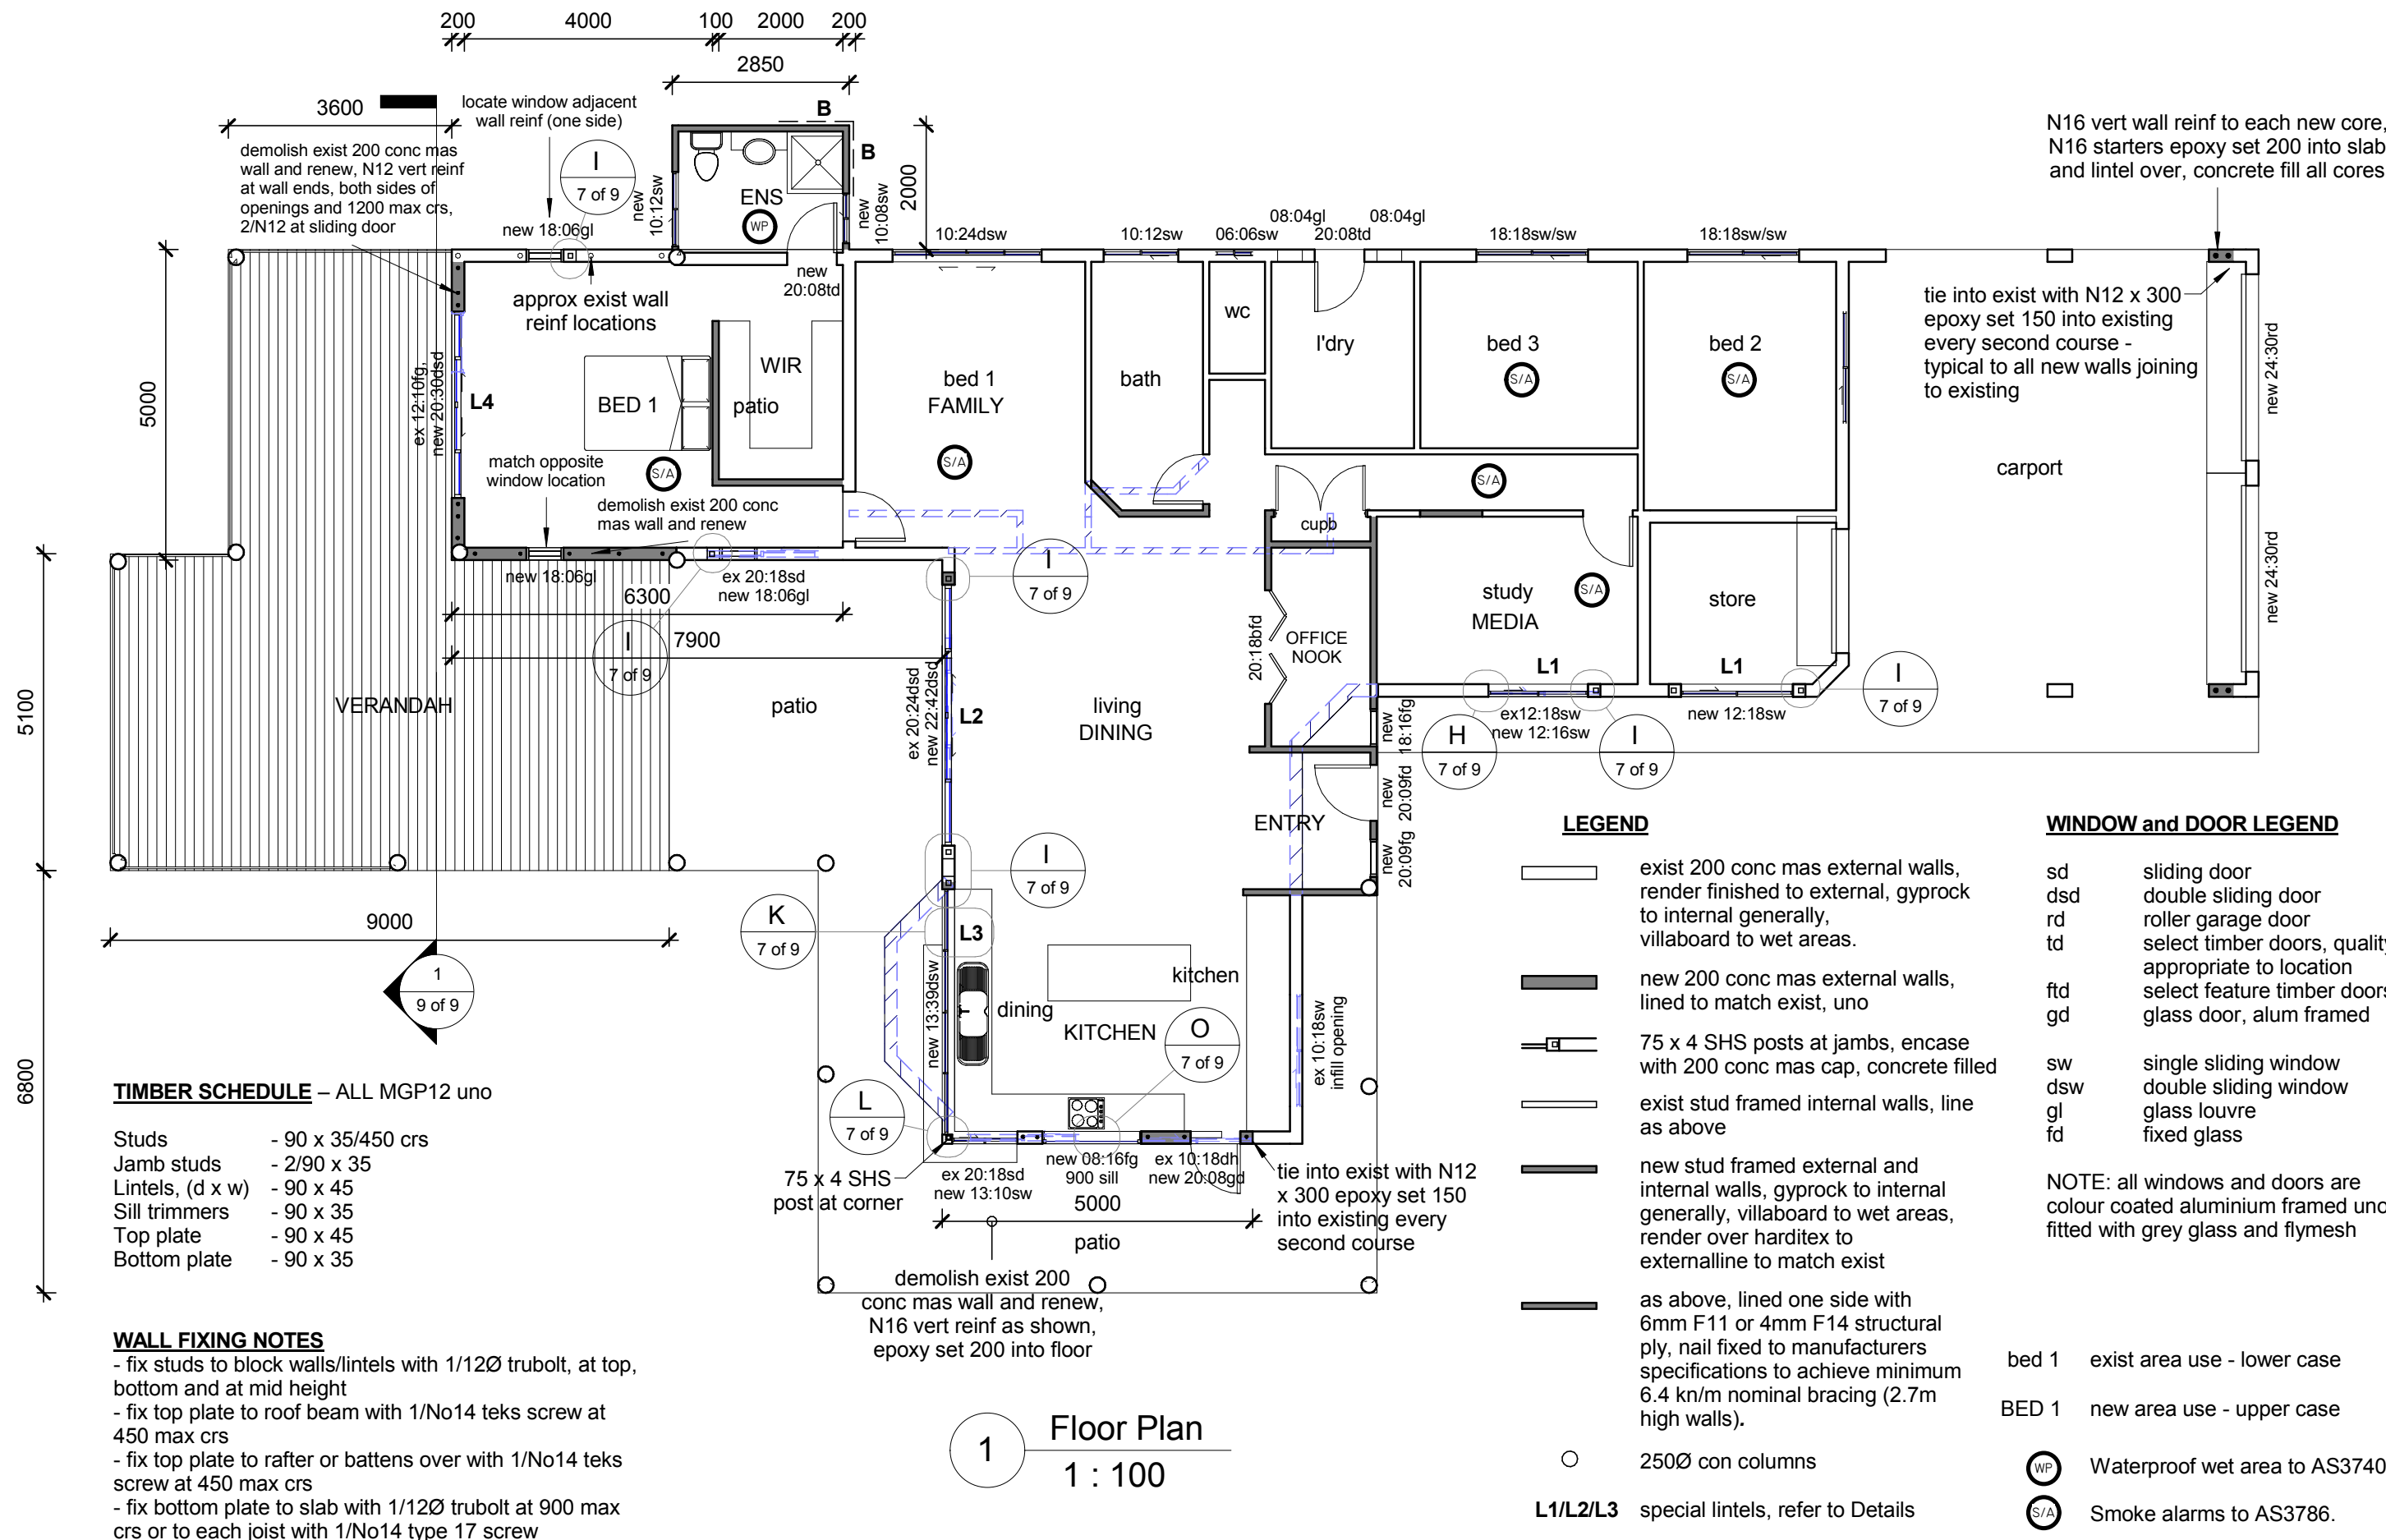 200 4000 100 2000 200
2850
3600
locate window adjacent
wall reinf (one side)
demolish exist 200 conc mas
wall and renew, N12 vert reinf
at wall ends, both sides of
openings and 1200 max crs,
2/N12 at sliding door
I
7 of 9
new 18:06gl
new
10:12sw
ENS
WP
B
B
new
10:08sw
2000
10:24dsw
10:12sw
06:06sw
08:04gl
20:08td
08:04gl
18:18sw/sw
18:18sw/sw
N16 vert wall reinf to each new core,
N16 starters epoxy set 200 into slab
and lintel over, concrete fill all cores
new
20:08td
approx exist wall
reinf locations
tie into exist with N12 x 300
epoxy set 150 into existing
every second course -
typical to all new walls joining
to existing
new 24:30rd
5000
ex 12:10fg,
new 20:30dsd
L4
BED 1
WIR
patio
bed 1
FAMILY
bath
wc
l'dry
bed 3
S/A
bed 2
S/A
carport
match opposite
window location
S/A
S/A
S/A
demolish exist 200 conc
mas wall and renew
cupb
new 18:06gl
ex 20:18sd
new 18:06gl
6300
7900
I
7 of 9
I
7 of 9
study
MEDIA
S/A
store
new 24:30rd
20:18bfd
OFFICE
NOOK
L1
L1
I
7 of 9
5100
VERANDAH
patio
ex 20:24dsd
new 22:42dsd
L2
living
DINING
new
18:16fg
H
7 of 9
ex12:18sw
new 12:16sw
I
7 of 9
new 12:18sw
new
20:09fd
ENTRY
new
20:09fg
I
7 of 9
9000
K
7 of 9
L3
1
9 of 9
new 13:39dsw
dining
kitchen
KITCHEN
O
7 of 9
ex 10:18sw
infill opening
6800
L
7 of 9
75 x 4 SHS
post at corner
ex 20:18sd
new 13:10sw
new 08:16fg
900 sill
ex 10:18dh
new 20:08gd
5000
patio
tie into exist with N12
x 300 epoxy set 150
into existing every
second course
demolish exist 200
conc mas wall and renew,
N16 vert reinf as shown,
epoxy set 200 into floor
TIMBER SCHEDULE – ALL MGP12 uno
Studs - 90 x 35/450 crs
Jamb studs - 2/90 x 35
Lintels, (d x w) - 90 x 45
Sill trimmers - 90 x 35
Top plate - 90 x 45
Bottom plate - 90 x 35
WALL FIXING NOTES
- fix studs to block walls/lintels with 1/12Ø trubolt, at top,
bottom and at mid height
- fix top plate to roof beam with 1/No14 teks screw at
450 max crs
- fix top plate to rafter or battens over with 1/No14 teks
screw at 450 max crs
- fix bottom plate to slab with 1/12Ø trubolt at 900 max
crs or to each joist with 1/No14 type 17 screw
1
Floor Plan
1 : 100
LEGEND
exist 200 conc mas external walls,
render finished to external, gyprock
to internal generally,
villaboard to wet areas.
new 200 conc mas external walls,
lined to match exist, uno
75 x 4 SHS posts at jambs, encase
with 200 conc mas cap, concrete filled
exist stud framed internal walls, line
as above
new stud framed external and
internal walls, gyprock to internal
generally, villaboard to wet areas,
render over harditex to
externalline to match exist
as above, lined one side with
6mm F11 or 4mm F14 structural
ply, nail fixed to manufacturers
specifications to achieve minimum
6.4 kn/m nominal bracing (2.7m
high walls).
250Ø con columns
L1/L2/L3 special lintels, refer to Details
WINDOW and DOOR LEGEND
sd sliding door
dsd double sliding door
rd roller garage door
td select timber doors, quality
appropriate to location
ftd select feature timber doors
gd glass door, alum framed
sw single sliding window
dsw double sliding window
gl glass louvre
fd fixed glass
NOTE: all windows and doors are
colour coated aluminium framed uno
fitted with grey glass and flymesh
bed 1 exist area use - lower case
BED 1 new area use - upper case
WP Waterproof wet area to AS3740
S/A Smoke alarms to AS3786.